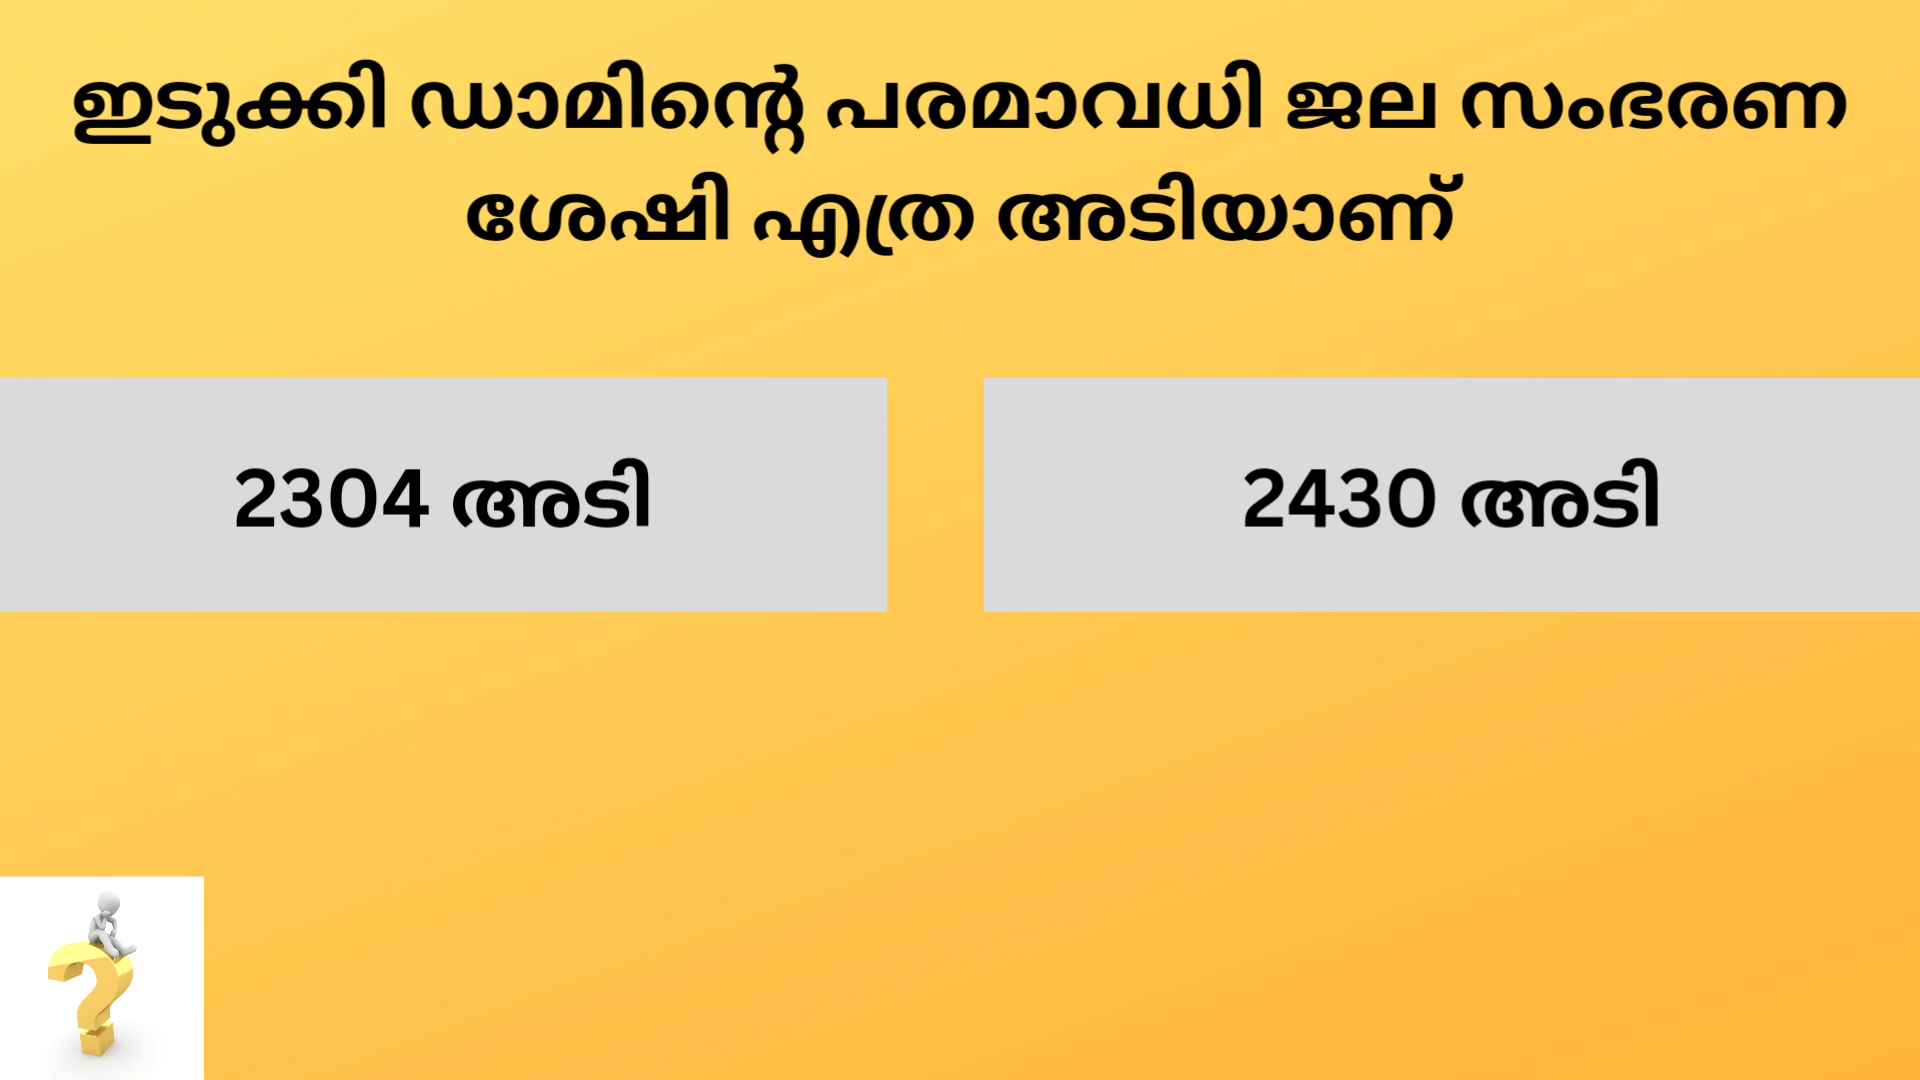 ഇടുക്കി ഡാമിന്റെ പരമാവധി ജല സംഭരണ
ശേഷി എത്ര അടിയാണ്
2304 അടി
2430 അടി